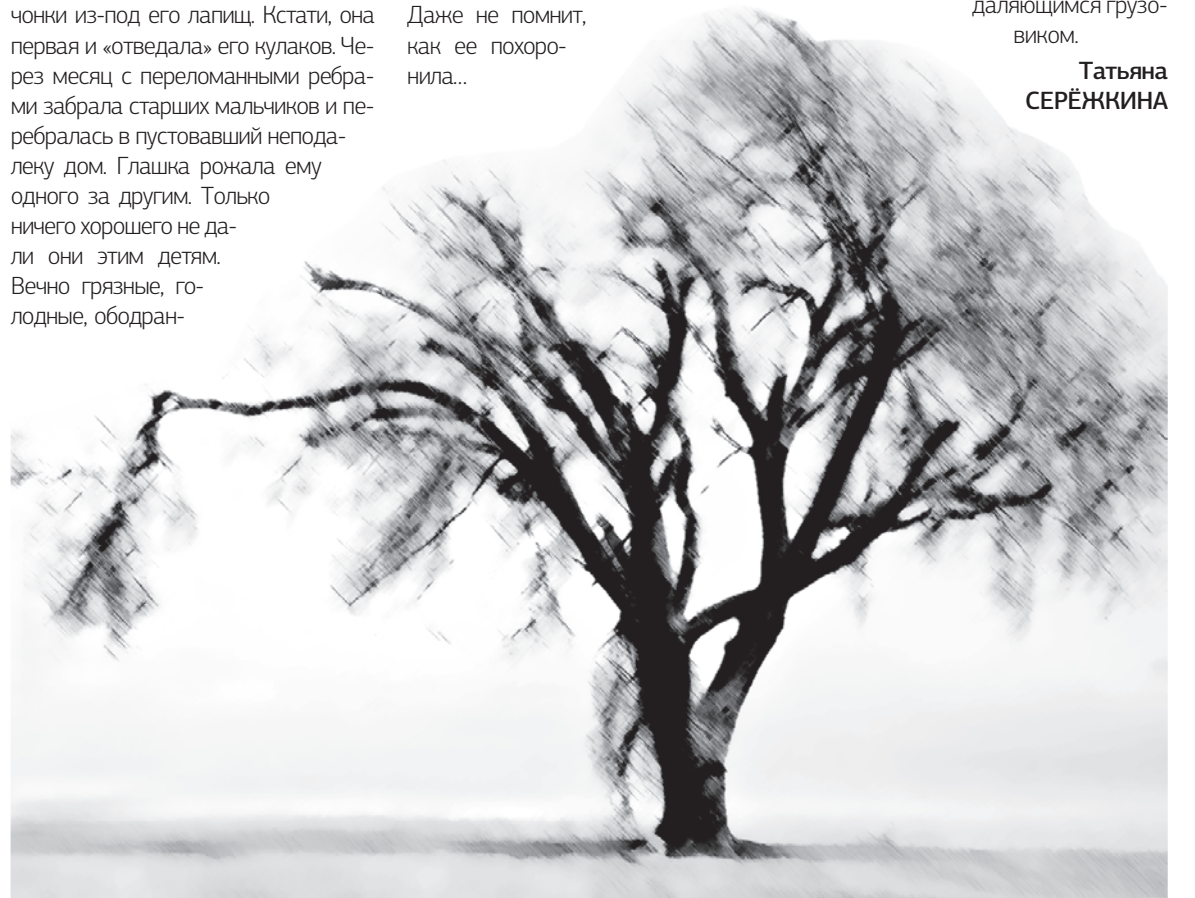 чонки из-под его лапищ. Кстати, она
первая и «отведала» его кулаков. Че-
рез месяц с переломанными ребра-
ми забрала старших мальчиков и пе-
ребралась в пустовавший неподa-
леку дом. Глашка рожала ему
одного за другим. Только
ничего хорошего не да-
ли они этим детям.
Вечно грязные, го-
лодные, ободран-
Даже не помнит,
как ее похоро-
нила...
даляющимся грузо-
виком.
Татьяна
СЕРЁЖКИНА